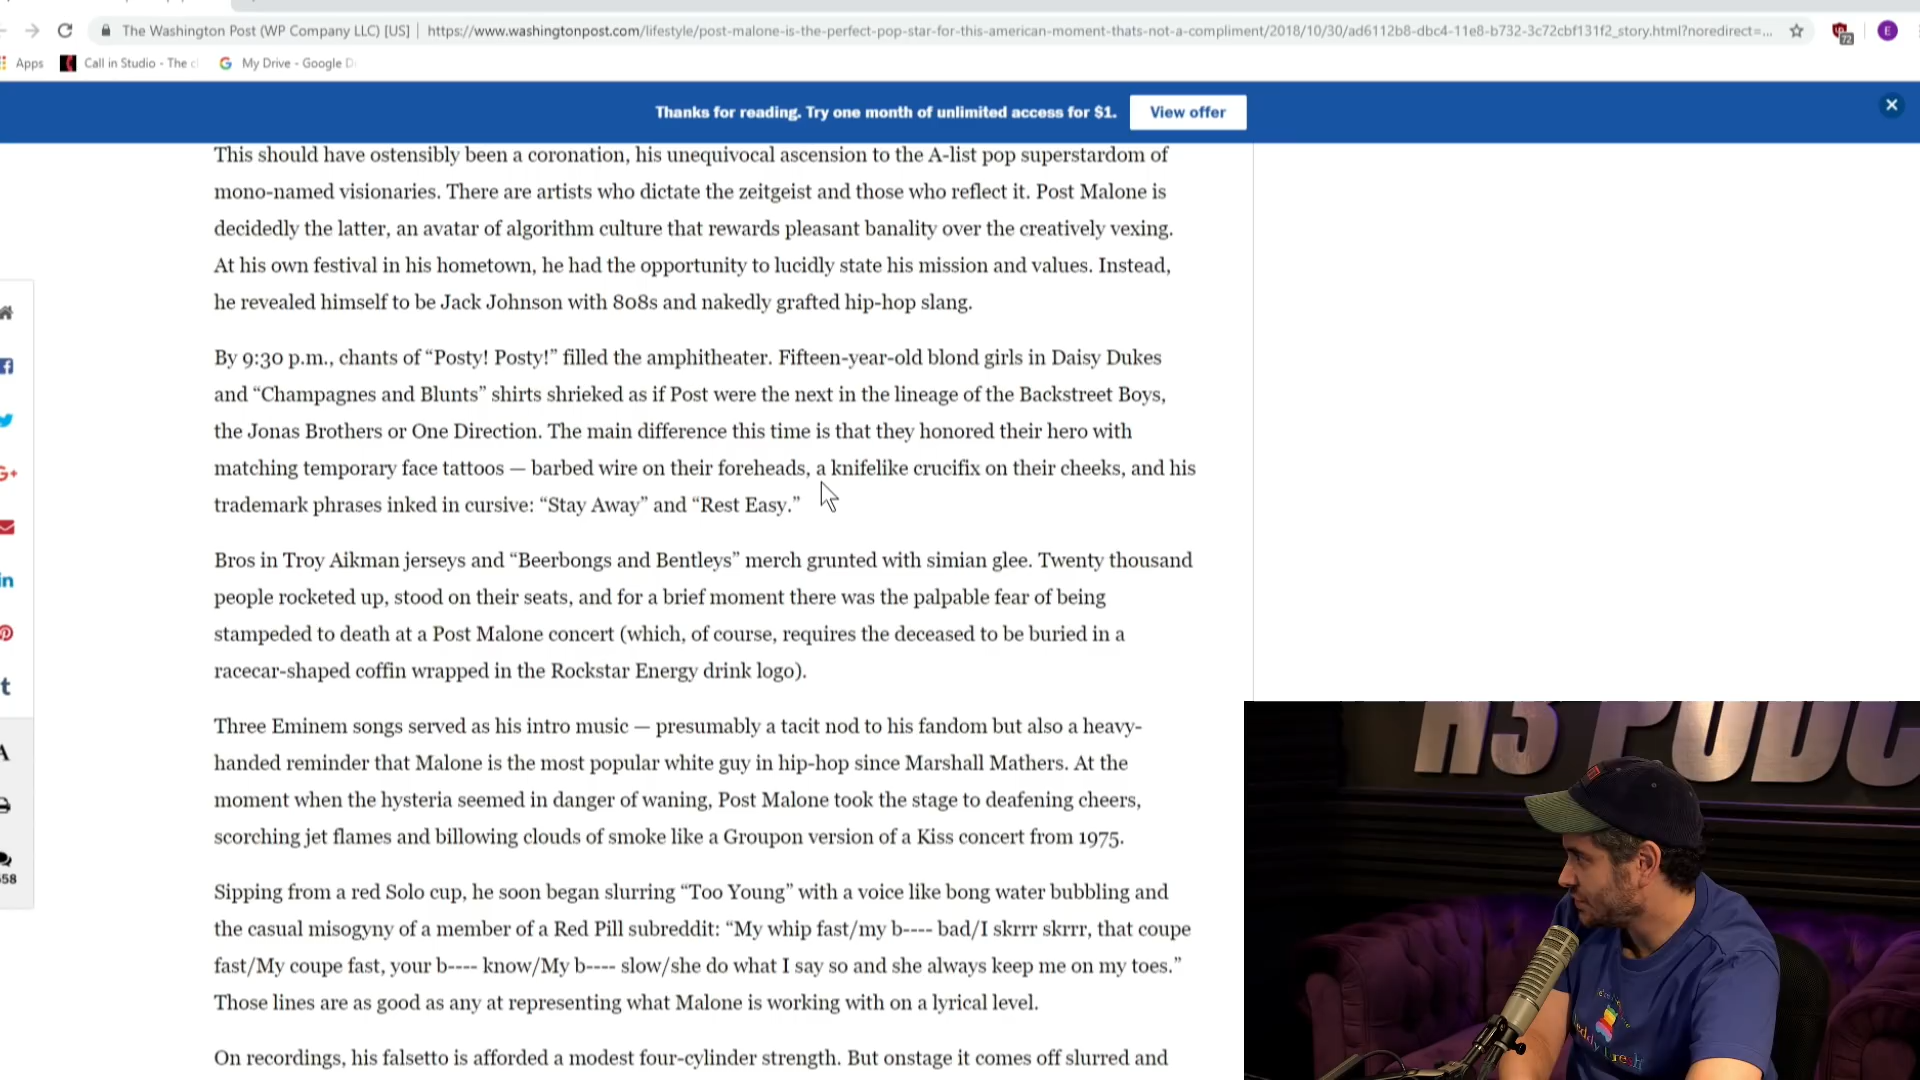 The Washington Post (WP Company LLC) [US] | https://www.washingtonpost.com/lifestyle/post-malone-is-the-perfect-pop-star-for-this-american-moment-thats-not-a-compliment/2018/10/30/ad6112b8-dbc4-11e8-b732-3c72cbf131f2_story.html?noredirect=...
72
E
Apps
Call in Studio - The c
My Drive - Google D
Thanks for reading. Try one month of unlimited access for $1.
View offer
This should have ostensibly been a coronation, his unequivocal ascension to the A-list pop superstardom of
mono-named visionaries. There are artists who dictate the zeitgeist and those who reflect it. Post Malone is
decidedly the latter, an avatar of algorithm culture that rewards pleasant banality over the creatively vexing.
At his own festival in his hometown, he had the opportunity to lucidly state his mission and values. Instead,
he revealed himself to be Jack Johnson with 808s and nakedly grafted hip-hop slang.
By 9:30 p.m., chants of “Posty! Posty!” filled the amphitheater. Fifteen-year-old blond girls in Daisy Dukes
and “Champagnes and Blunts” shirts shrieked as if Post were the next in the lineage of the Backstreet Boys,
the Jonas Brothers or One Direction. The main difference this time is that they honored their hero with
matching temporary face tattoos — barbed wire on their foreheads, a knifelike crucifix on their cheeks, and his
trademark phrases inked in cursive: “Stay Away” and “Rest Easy.”
Bros in Troy Aikman jerseys and “Beerbongs and Bentleys” merch grunted with simian glee. Twenty thousand
people rocketed up, stood on their seats, and for a brief moment there was the palpable fear of being
stampeded to death at a Post Malone concert (which, of course, requires the deceased to be buried in a
racecar-shaped coffin wrapped in the Rockstar Energy drink logo).
Three Eminem songs served as his intro music — presumably a tacit nod to his fandom but also a heavy-
handed reminder that Malone is the most popular white guy in hip-hop since Marshall Mathers. At the
moment when the hysteria seemed in danger of waning, Post Malone took the stage to deafening cheers,
scorching jet flames and billowing clouds of smoke like a Groupon version of a Kiss concert from 1975.
Sipping from a red Solo cup, he soon began slurring “Too Young” with a voice like bong water bubbling and
the casual misogyny of a member of a Red Pill subreddit: “My whip fast/my b---- bad/I skrrr skrrr, that coupe
fast/My coupe fast, your b---- know/My b---- slow/she do what I say so and she always keep me on my toes.”
Those lines are as good as any at representing what Malone is working with on a lyrical level.
On recordings, his falsetto is afforded a modest four-cylinder strength. But onstage it comes off slurred and
G+
in
t
A
58
H3 PODC